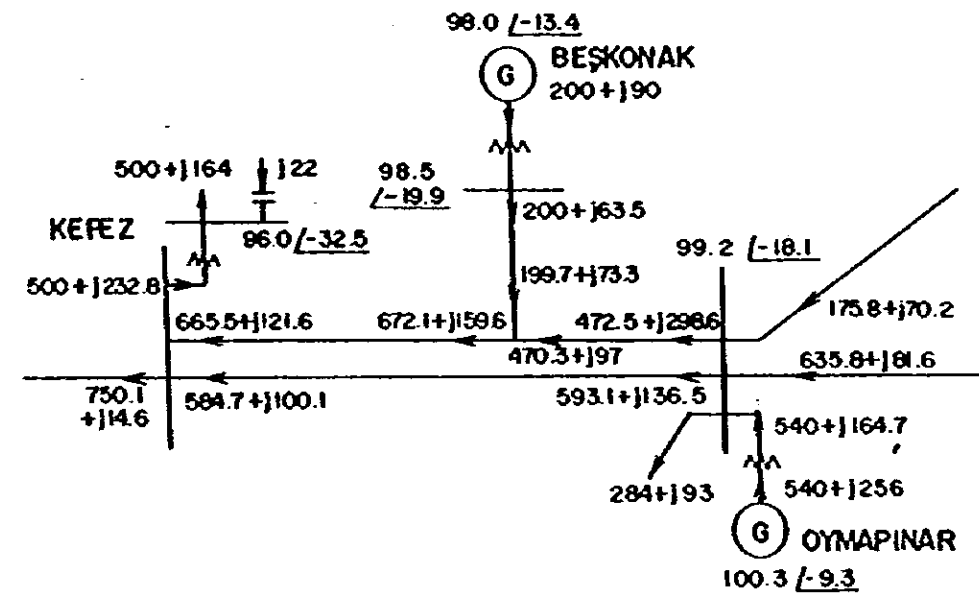 98.0 /-13.4
G
BEŞKONAK
200+j90
500+j164
j22
98.5
/-19.9
200+j63.5
KEPEZ
96.0 /-32.5
99.2 /-18.1
500+j232.8
199.7+j73.3
175.8+j70.2
665.5+j121.6
672.1+j159.6
472.5+j298.6
470.3+j97
635.8+j81.6
750.1
+j14.6
584.7+j100.1
593.1+j136.5
540+j164.7
284+j93
540+j256
G
OYMAPINAR
100.3 /-9.3